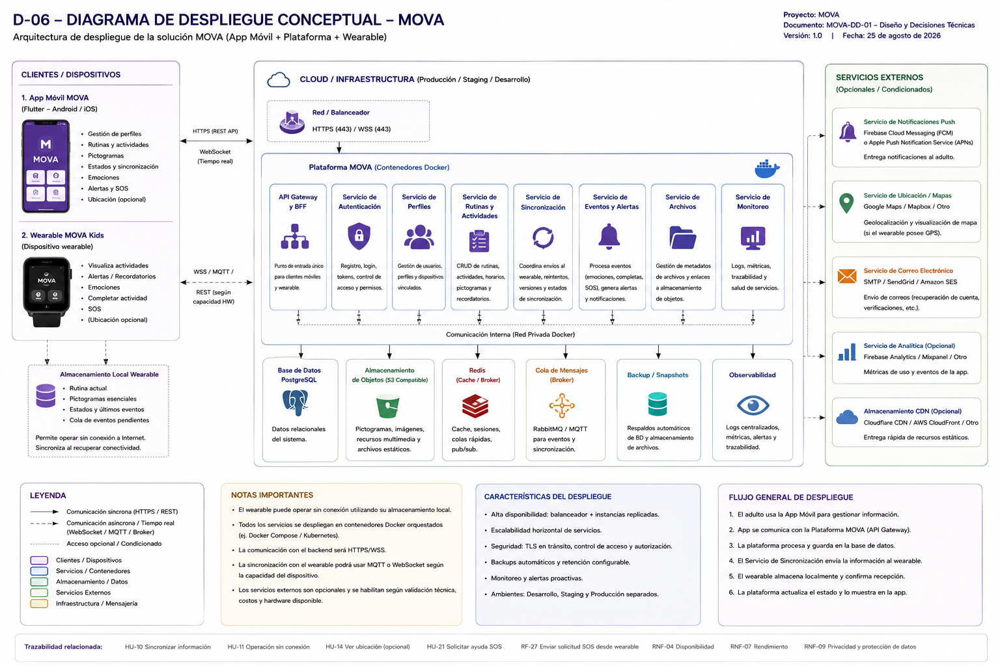 D-06 – DIAGRAMA DE DESPLIEGUE CONCEPTUAL – MOVA
Arquitectura de despliegue de la solución MOVA (App Móvil + Plataforma + Wearable)
Proyecto: MOVA
Documento: MOVA-DD-01 – Diseño y Decisiones Técnicas
Versión: 1.0 | Fecha: 25 de agosto de 2026
CLIENTES / DISPOSITIVOS
1. App Móvil MOVA
(Flutter – Android / iOS)
M
MOVA
• Gestión de perfiles
• Rutinas y actividades
• Pictogramas
• Estados y sincronización
• Emociones
• Alertas y SOS
• Ubicación (opcional)
2. Wearable MOVA Kids
(Dispositivo wearable)
MOVA
• Visualiza actividades
• Alertas / Recordatorios
• Emociones
• Completar actividad
• SOS
• (Ubicación opcional)
Almacenamiento Local Wearable
• Rutina actual
• Pictogramas esenciales
• Estados y últimos eventos
• Cola de eventos pendientes
Permite operar sin conexión a Internet.
Sincroniza al recuperar conectividad.
HTTPS (REST API)
WebSocket
(Tiempo real)
WSS / MQTT /
REST (según
capacidad HW)
CLOUD / INFRAESTRUCTURA (Producción / Staging / Desarrollo)
Red / Balanceador
HTTPS (443) / WSS (443)
Plataforma MOVA (Contenedores Docker)
API Gateway
y BFF
Punto de entrada único
para clientes móviles
y wearable.
Servicio de
Autenticación
Registro, login,
tokens, control de
acceso y permisos.
Servicio de
Perfiles
Gestión de usuarios,
perfiles y dispositivos
vinculados.
Servicio de
Rutinas y
Actividades
CRUD de rutinas,
actividades, horarios,
pictogramas y
recordatorios.
Servicio de
Sincronización
Coordina envíos al
wearable, reintentos,
versiones y estados
de sincronización.
Servicio de
Eventos y Alertas
Procesa eventos
(emociones, completas,
SOS), genera alertas
y notificaciones.
Servicio de
Archivos
Gestión de metadatos
de archivos y enlaces
a almacenamiento
de objetos.
Servicio de
Monitoreo
Logs, métricas,
trazabilidad y
salud de servicios.
Comunicación Interna (Red Privada Docker)
Base de Datos
PostgreSQL
Datos relacionales
del sistema.
Almacenamiento
de Objetos (S3 Compatible)
Pictogramas, imágenes,
recursos multimedia y
archivos estáticos.
Redis
(Cache / Broker)
Cache, sesiones,
colas rápidas,
pub/sub.
Cola de Mensajes
(Broker)
RabbitMQ / MQTT
para eventos y
sincronización.
Backup / Snapshots
Respaldos automáticos
de BD y almacenamiento
de archivos.
Observabilidad
Logs centralizados,
métricas, alertas y
trazabilidad.
SERVICIOS EXTERNOS
(Opcionales / Condicionados)
Servicio de Notificaciones Push
Firebase Cloud Messaging (FCM)
o Apple Push Notification Service (APNs)
Entrega notificaciones al adulto.
Servicio de Ubicación / Mapas
Google Maps / Mapbox / Otro
Geolocalización y visualización de mapa
(si el wearable posee GPS).
Servicio de Correo Electrónico
SMTP / SendGrid / Amazon SES
Envío de correos (recuperación de cuenta,
verificaciones, etc.).
Servicio de Analítica (Opcional)
Firebase Analytics / Mixpanel / Otro
Métricas de uso y eventos de la app.
Almacenamiento CDN (Opcional)
Cloudflare CDN / AWS CloudFront / Otro
Entrega rápida de recursos estáticos.
LEYENDA
Comunicación síncrona (HTTPS / REST)
Comunicación asíncrona / Tiempo real
(WebSocket / MQTT / Broker)
Acceso opcional / Condicionado
Clientes / Dispositivos
Servicios / Contenedores
Almacenamiento / Datos
Servicios Externos
Infraestructura / Mensajería
NOTAS IMPORTANTES
• El wearable puede operar sin conexión utilizando su almacenamiento local.
• Todos los servicios se despliegan en contenedores Docker orquestados
(ej. Docker Compose / Kubernetes).
• La comunicación con el backend será HTTPS/WSS.
• La sincronización con el wearable podrá usar MQTT o WebSocket según
la capacidad del dispositivo.
• Los servicios externos son opcionales y se habilitan según validación técnica,
costos y hardware disponible.
CARACTERÍSTICAS DEL DESPLIEGUE
• Alta disponibilidad: balanceador + instancias replicadas.
• Escalabilidad horizontal de servicios.
• Seguridad: TLS en tránsito, control de acceso y autorización.
• Backups automáticos y retención configurable.
• Monitoreo y alertas proactivas.
• Ambientes: Desarrollo, Staging y Producción separados.
FLUJO GENERAL DE DESPLIEGUE
1. El adulto usa la App Móvil para gestionar información.
2. App se comunica con la Plataforma MOVA (API Gateway).
3. La plataforma procesa y guarda en la base de datos.
4. El Servicio de Sincronización envía la información al wearable.
5. El wearable almacena localmente y confirma recepción.
6. La plataforma actualiza el estado y lo muestra en la app.
Trazabilidad relacionada: HU-10 Sincronizar información HU-11 Operación sin conexión HU-14 Ver ubicación (opcional) HU-21 Solicitar ayuda SOS RF-27 Enviar solicitud SOS desde wearable RNF-04 Disponibilidad RNF-07 Rendimiento RNF-09 Privacidad y protección de datos